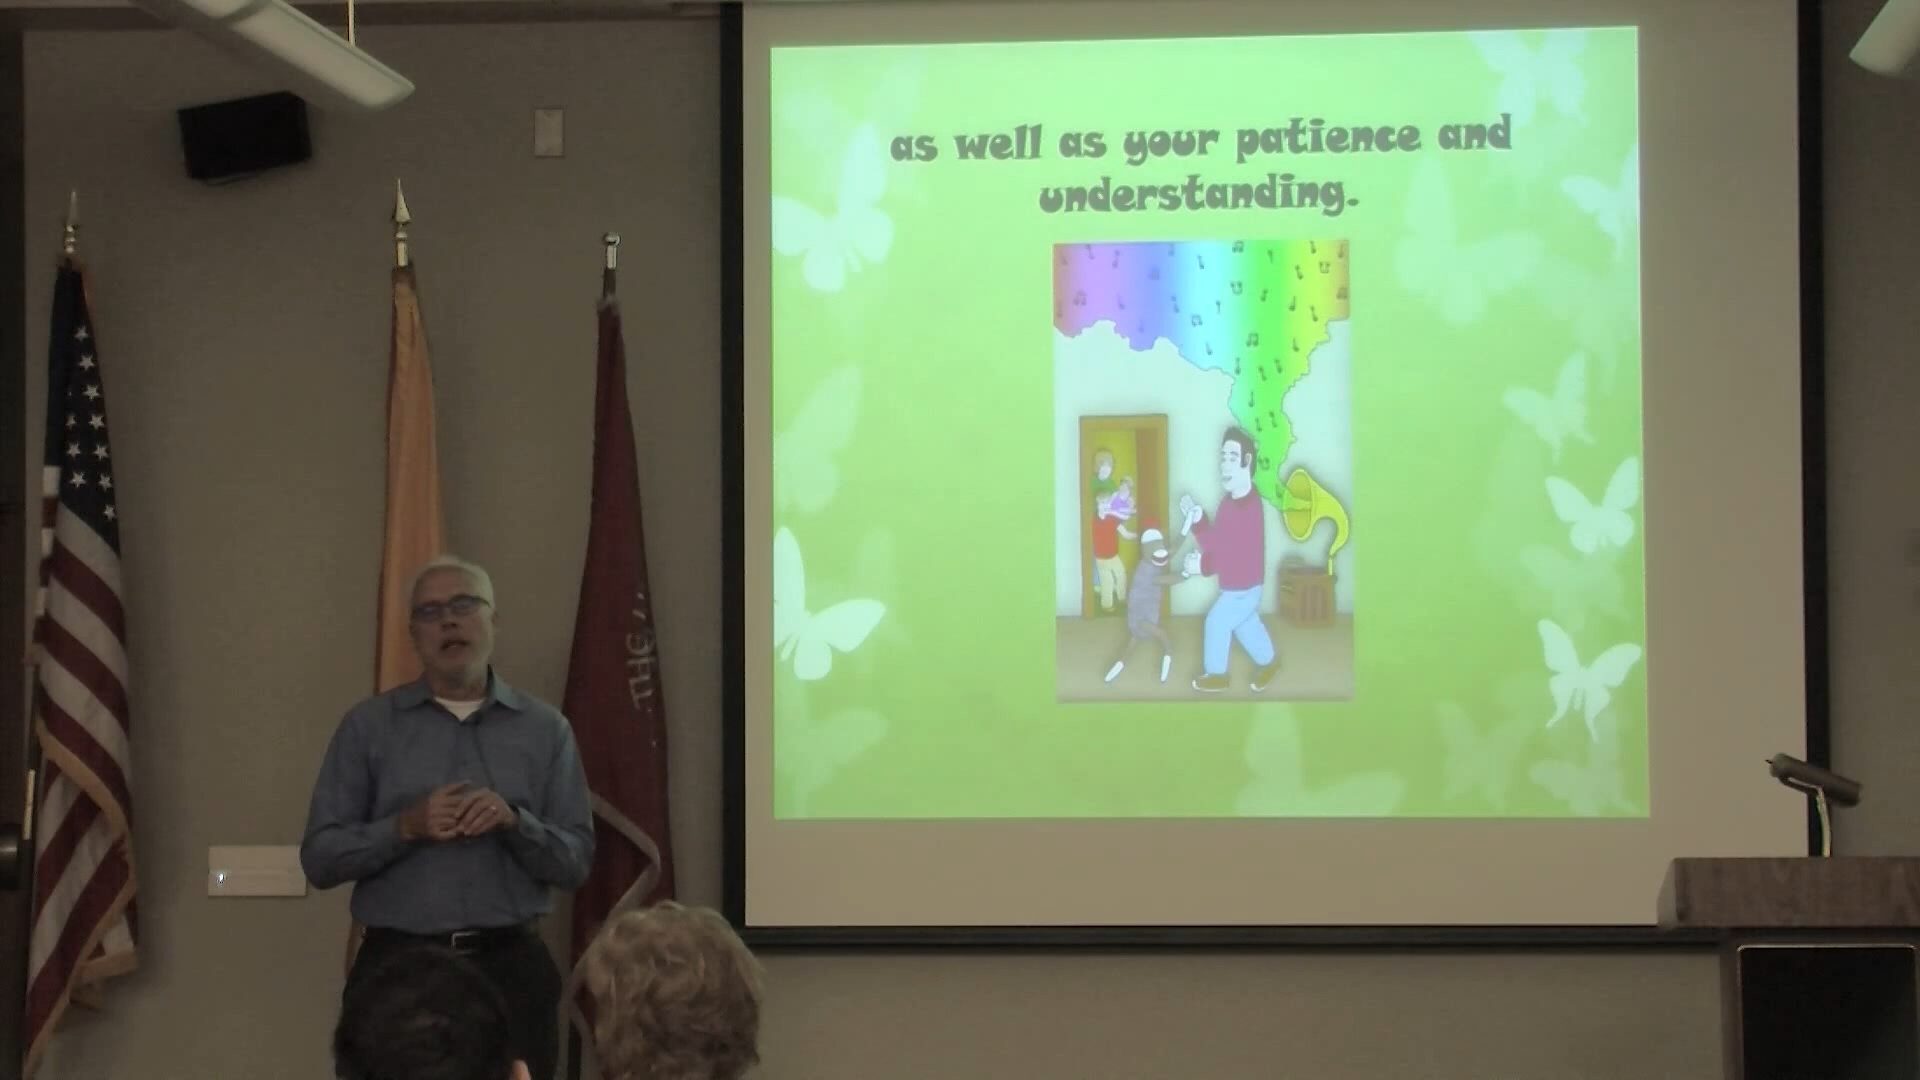 as well as your patience and
understanding.